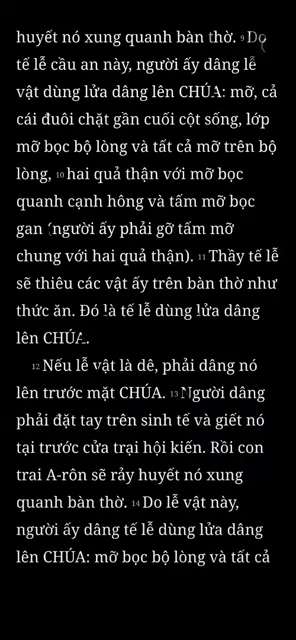 huyết nó xung quanh bàn thờ. 9 Do
tế lễ cầu an này, người ấy dâng lễ
vật dùng lửa dâng lên CHÚA: mỡ, cả
cái đuôi chặt gần cuối cột sống, lớp
mỡ bọc bộ lòng và tất cả mỡ trên bộ
lòng, 10 hai quả thận với mỡ bọc
quanh cạnh hông và tấm mỡ bọc
gan (người ấy phải gỡ tấm mỡ
chung với hai quả thận). 11 Thầy tế lễ
sẽ thiêu các vật ấy trên bàn thờ như
thức ăn. Đó là tế lễ dùng lửa dâng
lên CHÚA.
12 Nếu lễ vật là dê, phải dâng nó
lên trước mặt CHÚA. 13 Người dâng
phải đặt tay trên sinh tế và giết nó
tại trước cửa trại hội kiến. Rồi con
trai A-rôn sẽ rảy huyết nó xung
quanh bàn thờ. 14 Do lễ vật này,
người ấy dâng tế lễ dùng lửa dâng
lên CHÚA: mỡ bọc bộ lòng và tất cả